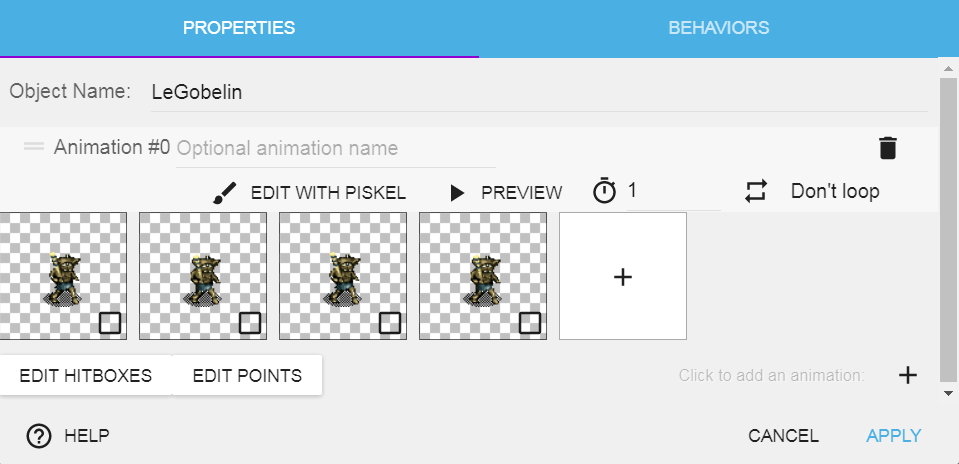 PROPERTIES BEHAVIORS
Object Name: LeGobelin
Animation #0 Optional animation name
EDIT WITH PISKEL PREVIEW 1 Don't loop
EDIT HITBOXES EDIT POINTS Click to add an animation:
HELP CANCEL APPLY